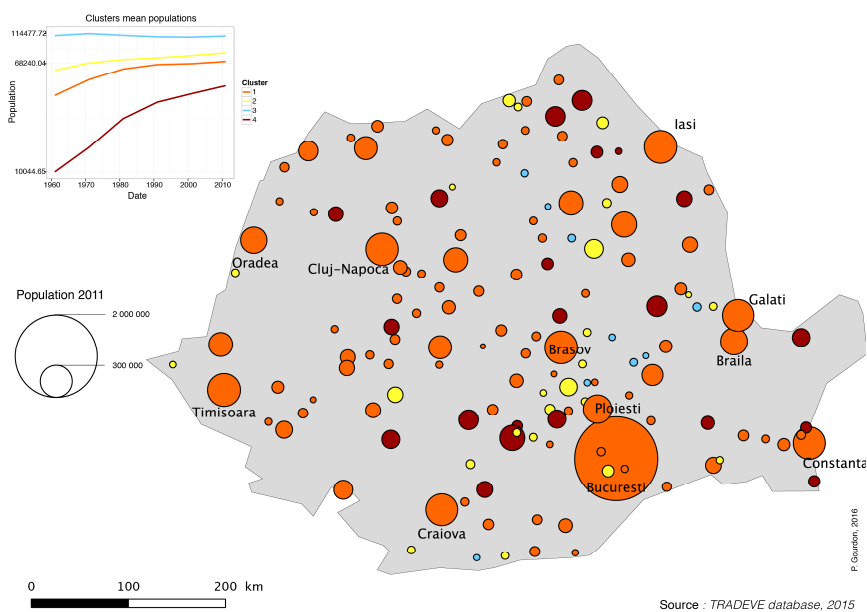 Clusters mean populations
114477.72
68240.04
10044.65
Population
1960 1970 1980 1990 2000 2010
Date
Cluster
1
2
3
4
Iasi
Oradea
Cluj-Napoca
Population 2011
2 000 000
300 000
Galati
Braila
Brasov
Timisoara
Ploiesti
Constanta
Bucuresti
Craiova
P. Gourdon, 2016
0 100 200 km
Source : TRADEVE database, 2015